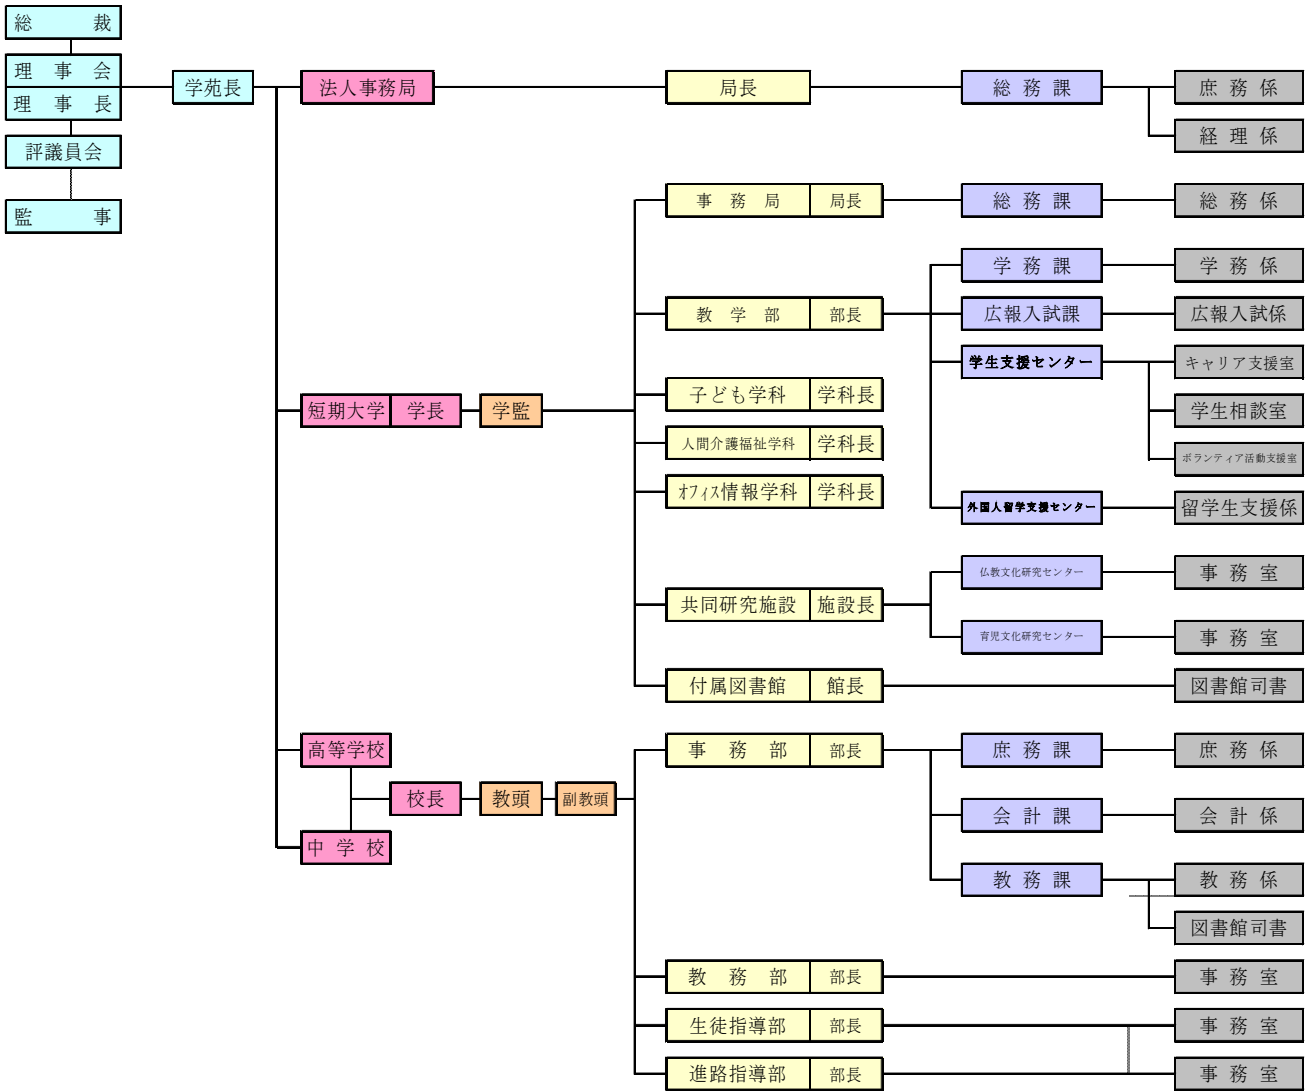 総 裁
理 事 会
理 事 長
評議員会
監 事
学苑長
法人事務局
局長
総 務 課
庶 務 係
経 理 係
短期大学 学長
学監
事 務 局 局長
総 務 課
総 務 係
教 学 部 部長
学 務 課
学 務 係
広報入試課
広報入試係
学生支援センター
キャリア支援室
学生相談室
ボランティア活動支援室
外国人留学支援センター
留学生支援係
子ども学科 学科長
人間介護福祉学科 学科長
オフィス情報学科 学科長
共同研究施設 施設長
仏教文化研究センター
事 務 室
育児文化研究センター
事 務 室
付属図書館 館長
図書館司書
高等学校
中 学 校
校長
教頭
副教頭
事 務 部 部長
庶 務 課
庶 務 係
会 計 課
会 計 係
教 務 課
教 務 係
図書館司書
教 務 部 部長
事 務 室
生徒指導部 部長
事 務 室
進路指導部 部長
事 務 室